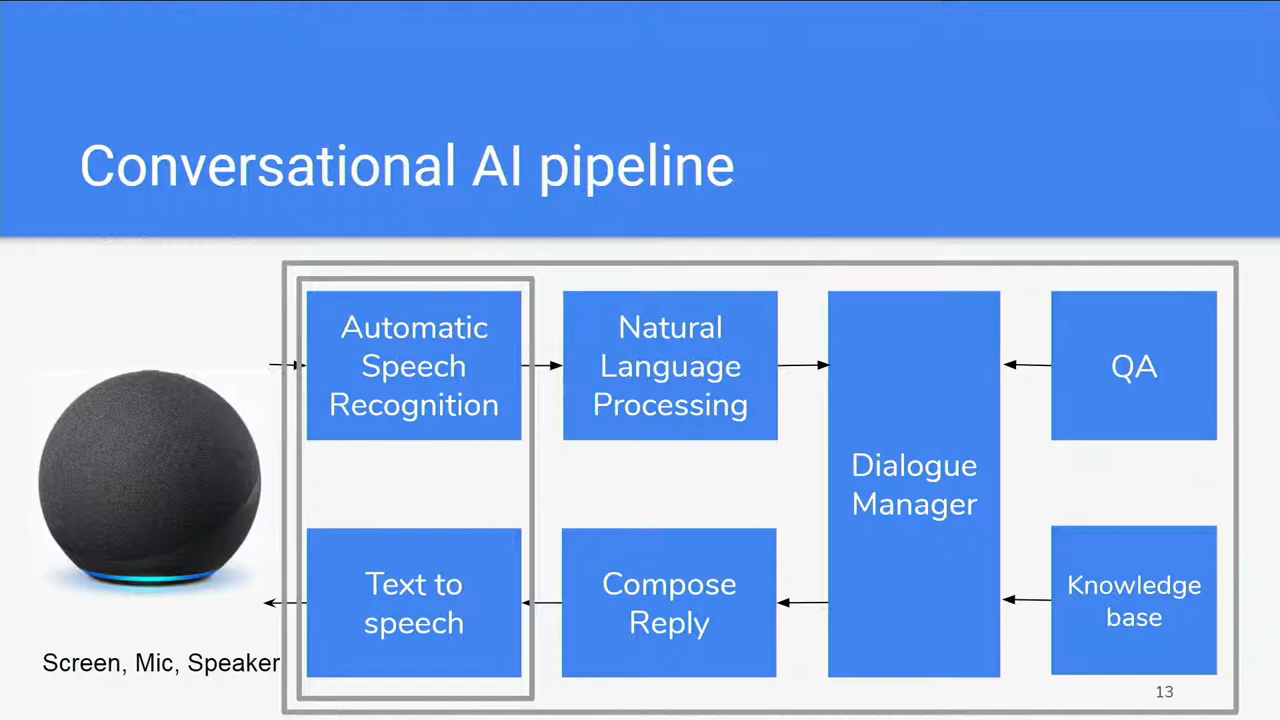 Conversational AI pipeline
Automatic
Speech
Recognition
Natural
Language
Processing
Dialogue
Manager
QA
Text to
speech
Compose
Reply
Knowledge
base
Screen, Mic, Speaker
13